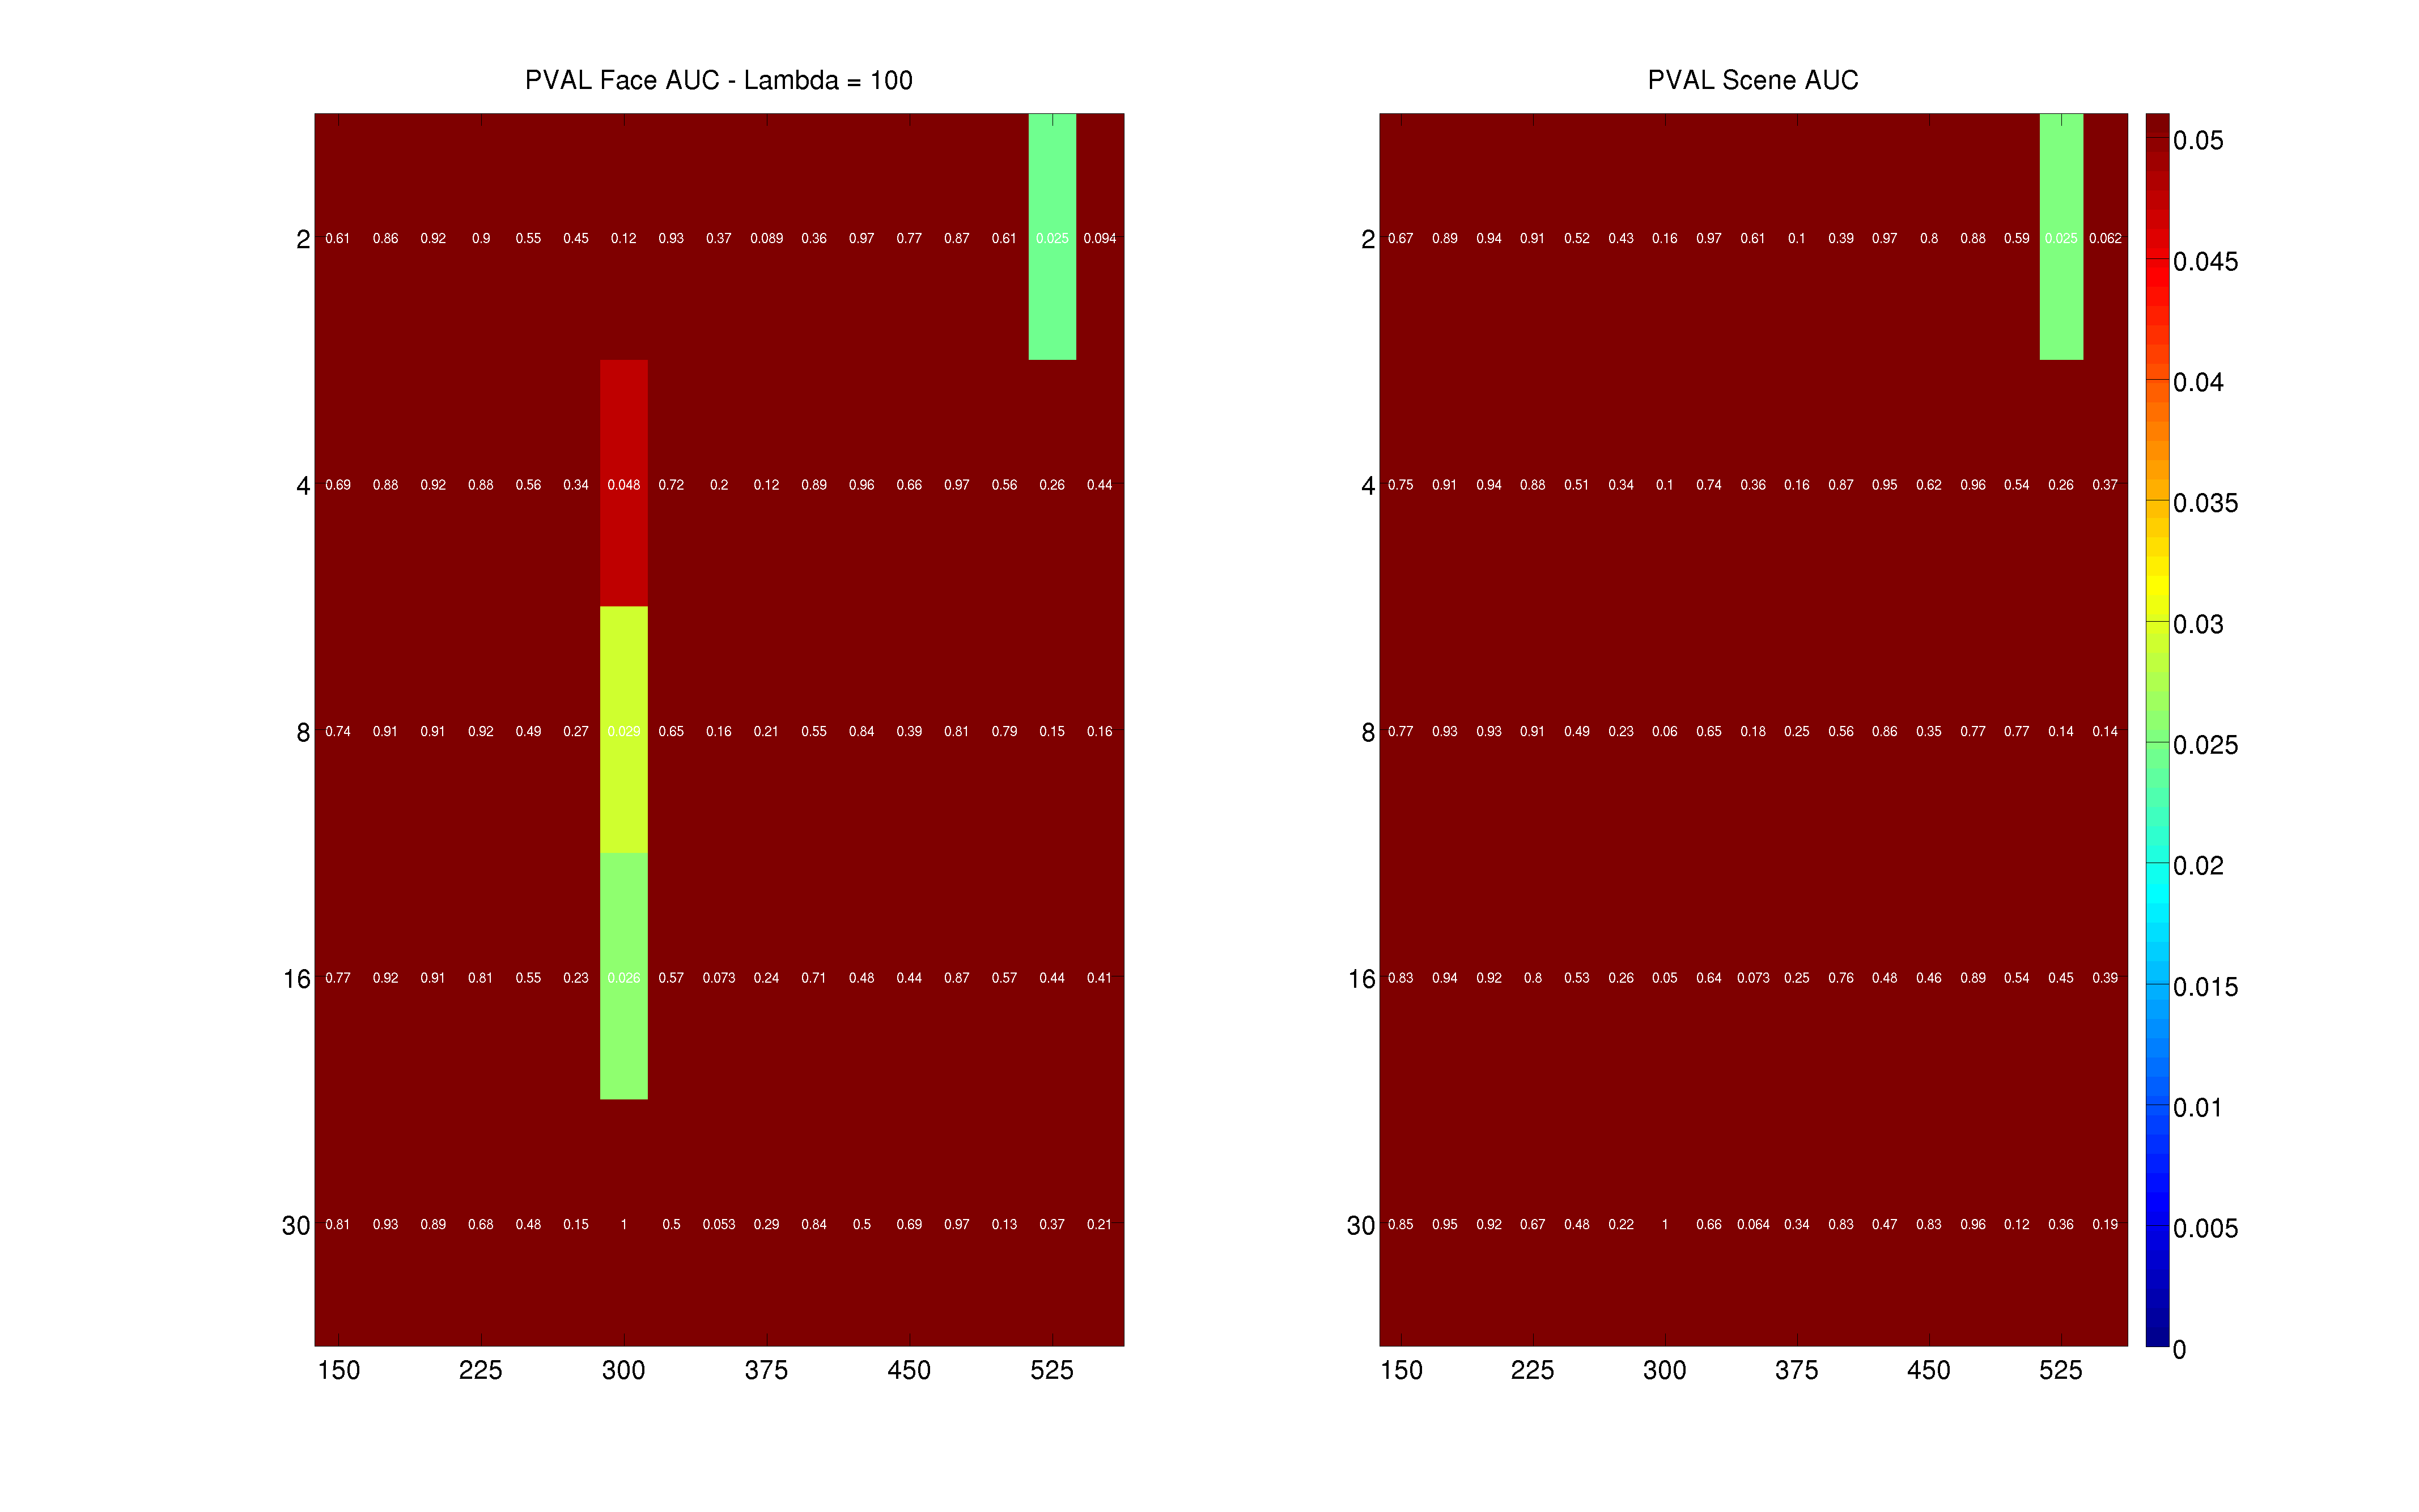 PVAL Face AUC - Lambda = 100
2 0.61 0.86 0.92 0.9 0.55 0.45 0.12 0.93 0.37 0.089 0.36 0.97 0.77 0.87 0.61 0.025 0.094
4 0.69 0.88 0.92 0.88 0.56 0.34 0.048 0.72 0.2 0.12 0.89 0.96 0.66 0.97 0.56 0.26 0.44
8 0.74 0.91 0.91 0.92 0.49 0.27 0.029 0.65 0.16 0.21 0.55 0.84 0.39 0.81 0.79 0.15 0.16
16 0.77 0.92 0.91 0.81 0.55 0.23 0.026 0.57 0.073 0.24 0.71 0.48 0.44 0.87 0.57 0.44 0.41
30 0.81 0.93 0.89 0.68 0.48 0.15 1 0.5 0.053 0.29 0.84 0.5 0.69 0.97 0.13 0.37 0.21
150 225 300 375 450 525
PVAL Scene AUC
2 0.67 0.89 0.94 0.91 0.52 0.43 0.16 0.97 0.61 0.1 0.39 0.97 0.8 0.88 0.59 0.025 0.062
4 0.75 0.91 0.94 0.88 0.51 0.34 0.1 0.74 0.36 0.16 0.87 0.95 0.62 0.96 0.54 0.26 0.37
8 0.77 0.93 0.93 0.91 0.49 0.23 0.06 0.65 0.18 0.25 0.56 0.86 0.35 0.77 0.77 0.14 0.14
16 0.83 0.94 0.92 0.8 0.53 0.26 0.05 0.64 0.073 0.25 0.76 0.48 0.46 0.89 0.54 0.45 0.39
30 0.85 0.95 0.92 0.67 0.48 0.22 1 0.66 0.064 0.34 0.83 0.47 0.83 0.96 0.12 0.36 0.19
150 225 300 375 450 525
0.05
0.045
0.04
0.035
0.03
0.025
0.02
0.015
0.01
0.005
0